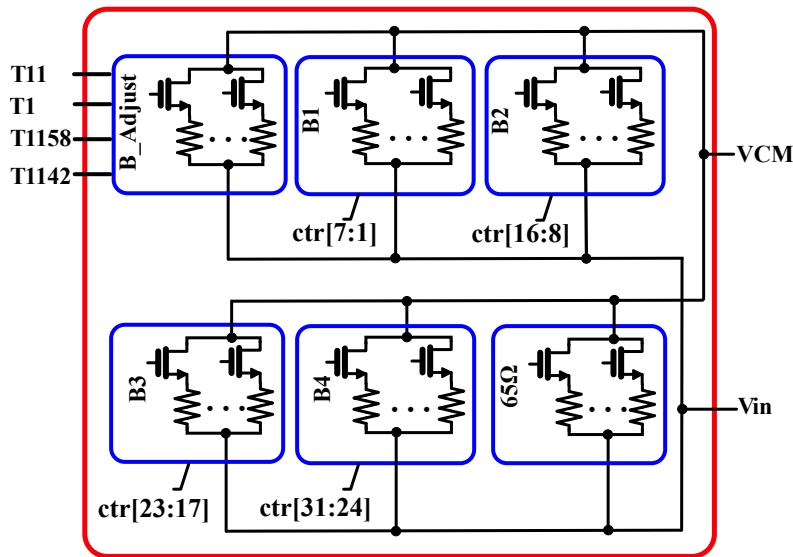 T11
T1
T1158
T1142
B_Adjust
B1
B2
VCM
ctr[7:1]
ctr[16:8]
B3
B4
65Ω
Vin
ctr[23:17]
ctr[31:24]